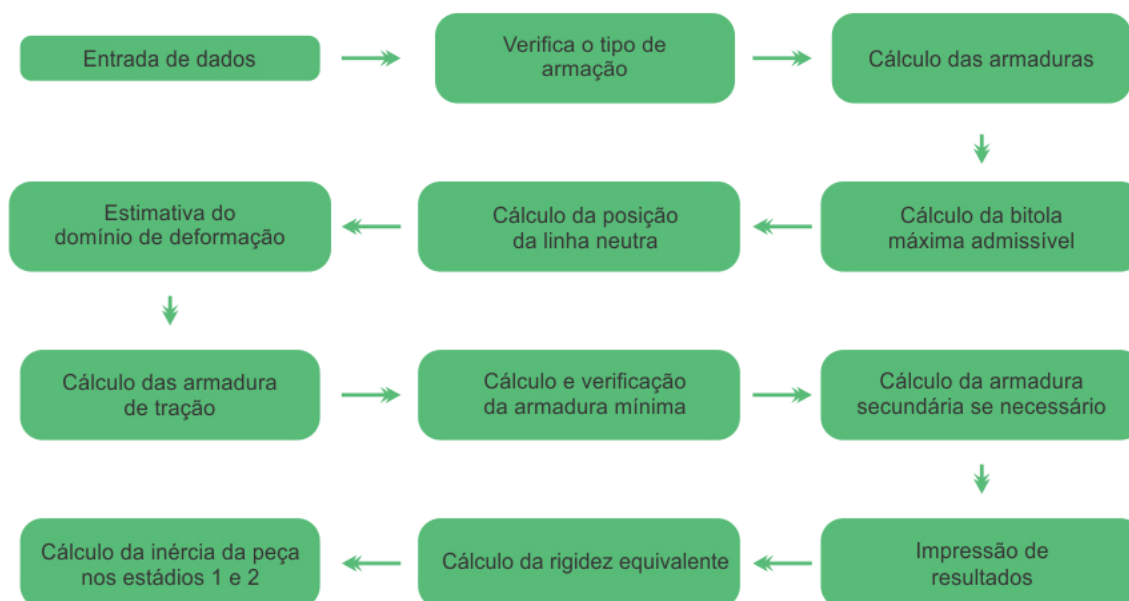 Entrada de dados
Verifica o tipo de
armação
Cálculo das armaduras
Cálculo da bitola
máxima admissível
Cálculo da posição
da linha neutra
Estimativa do
domínio de deformação
Cálculo das armadura
de tração
Cálculo e verificação
da armadura mínima
Cálculo da armadura
secundária se necessário
Impressão de
resultados
Cálculo da rigidez equivalente
Cálculo da inércia da peça
nos estádios 1 e 2